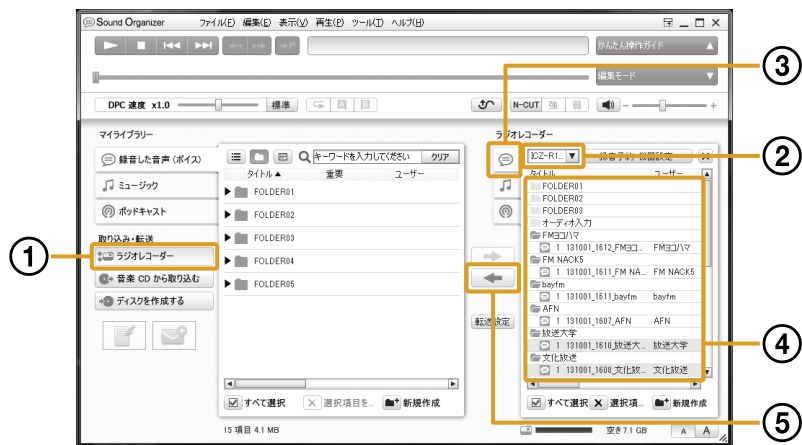 Sound Organizer
ファイル(F) 編集(E) 表示(V) 再生(P) ツール(T) ヘルプ(H)
かんたん操作ガイド
編集モード
DPC 速度 x1.0
標準
A
B
N-CUT 強 弱
マイライブラリー
録音した音声 (ボイス)
ミュージック
ポッドキャスト
取り込み・転送
ラジオレコーダー
音楽 CD から取り込む
ディスクを作成する
キーワードを入力してください クリア
タイトル 重要 ユーザー
FOLDER01
FOLDER02
FOLDER03
FOLDER04
FOLDER05
すべて選択 選択項目を... 新規作成
15 項目 4.1 MB
転送設定
ラジオレコーダー
ICZ-R1...
録音予約・機器設定
タイトル ユーザー
FOLDER01
FOLDER02
FOLDER03
オーディオ入力
FMヨコハマ
1 131001_1612_FMヨコ... FMヨコハマ
FM NACK5
1 131001_1611_FM NA... FM NACK5
bayfm
1 131001_1611_bayfm bayfm
AFN
1 131001_1607_AFN AFN
放送大学
1 131001_1610_放送大... 放送大学
文化放送
1 131001_1608_文化放... 文化放送
すべて選択 選択項... 新規作成
空き7.1 GB
A A
1
2
3
4
5